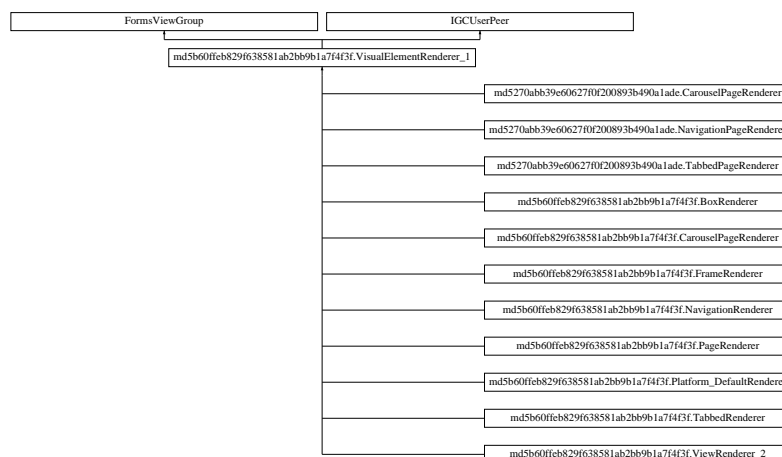 FormsViewGroup
IGCUserPeer
md5b60ffeb829f638581ab2bb9b1a7f4f3f.VisualElementRenderer_1
md5270abb39e60627f0f200893b490a1ade.CarouselPageRenderer
md5270abb39e60627f0f200893b490a1ade.NavigationPageRendere
md5270abb39e60627f0f200893b490a1ade.TabbedPageRenderer
md5b60ffeb829f638581ab2bb9b1a7f4f3f.BoxRenderer
md5b60ffeb829f638581ab2bb9b1a7f4f3f.CarouselPageRenderer
md5b60ffeb829f638581ab2bb9b1a7f4f3f.FrameRenderer
md5b60ffeb829f638581ab2bb9b1a7f4f3f.NavigationRenderer
md5b60ffeb829f638581ab2bb9b1a7f4f3f.PageRenderer
md5b60ffeb829f638581ab2bb9b1a7f4f3f.Platform_DefaultRendere
md5b60ffeb829f638581ab2bb9b1a7f4f3f.TabbedRenderer
md5b60ffeb829f638581ab2bb9b1a7f4f3f.ViewRenderer_2